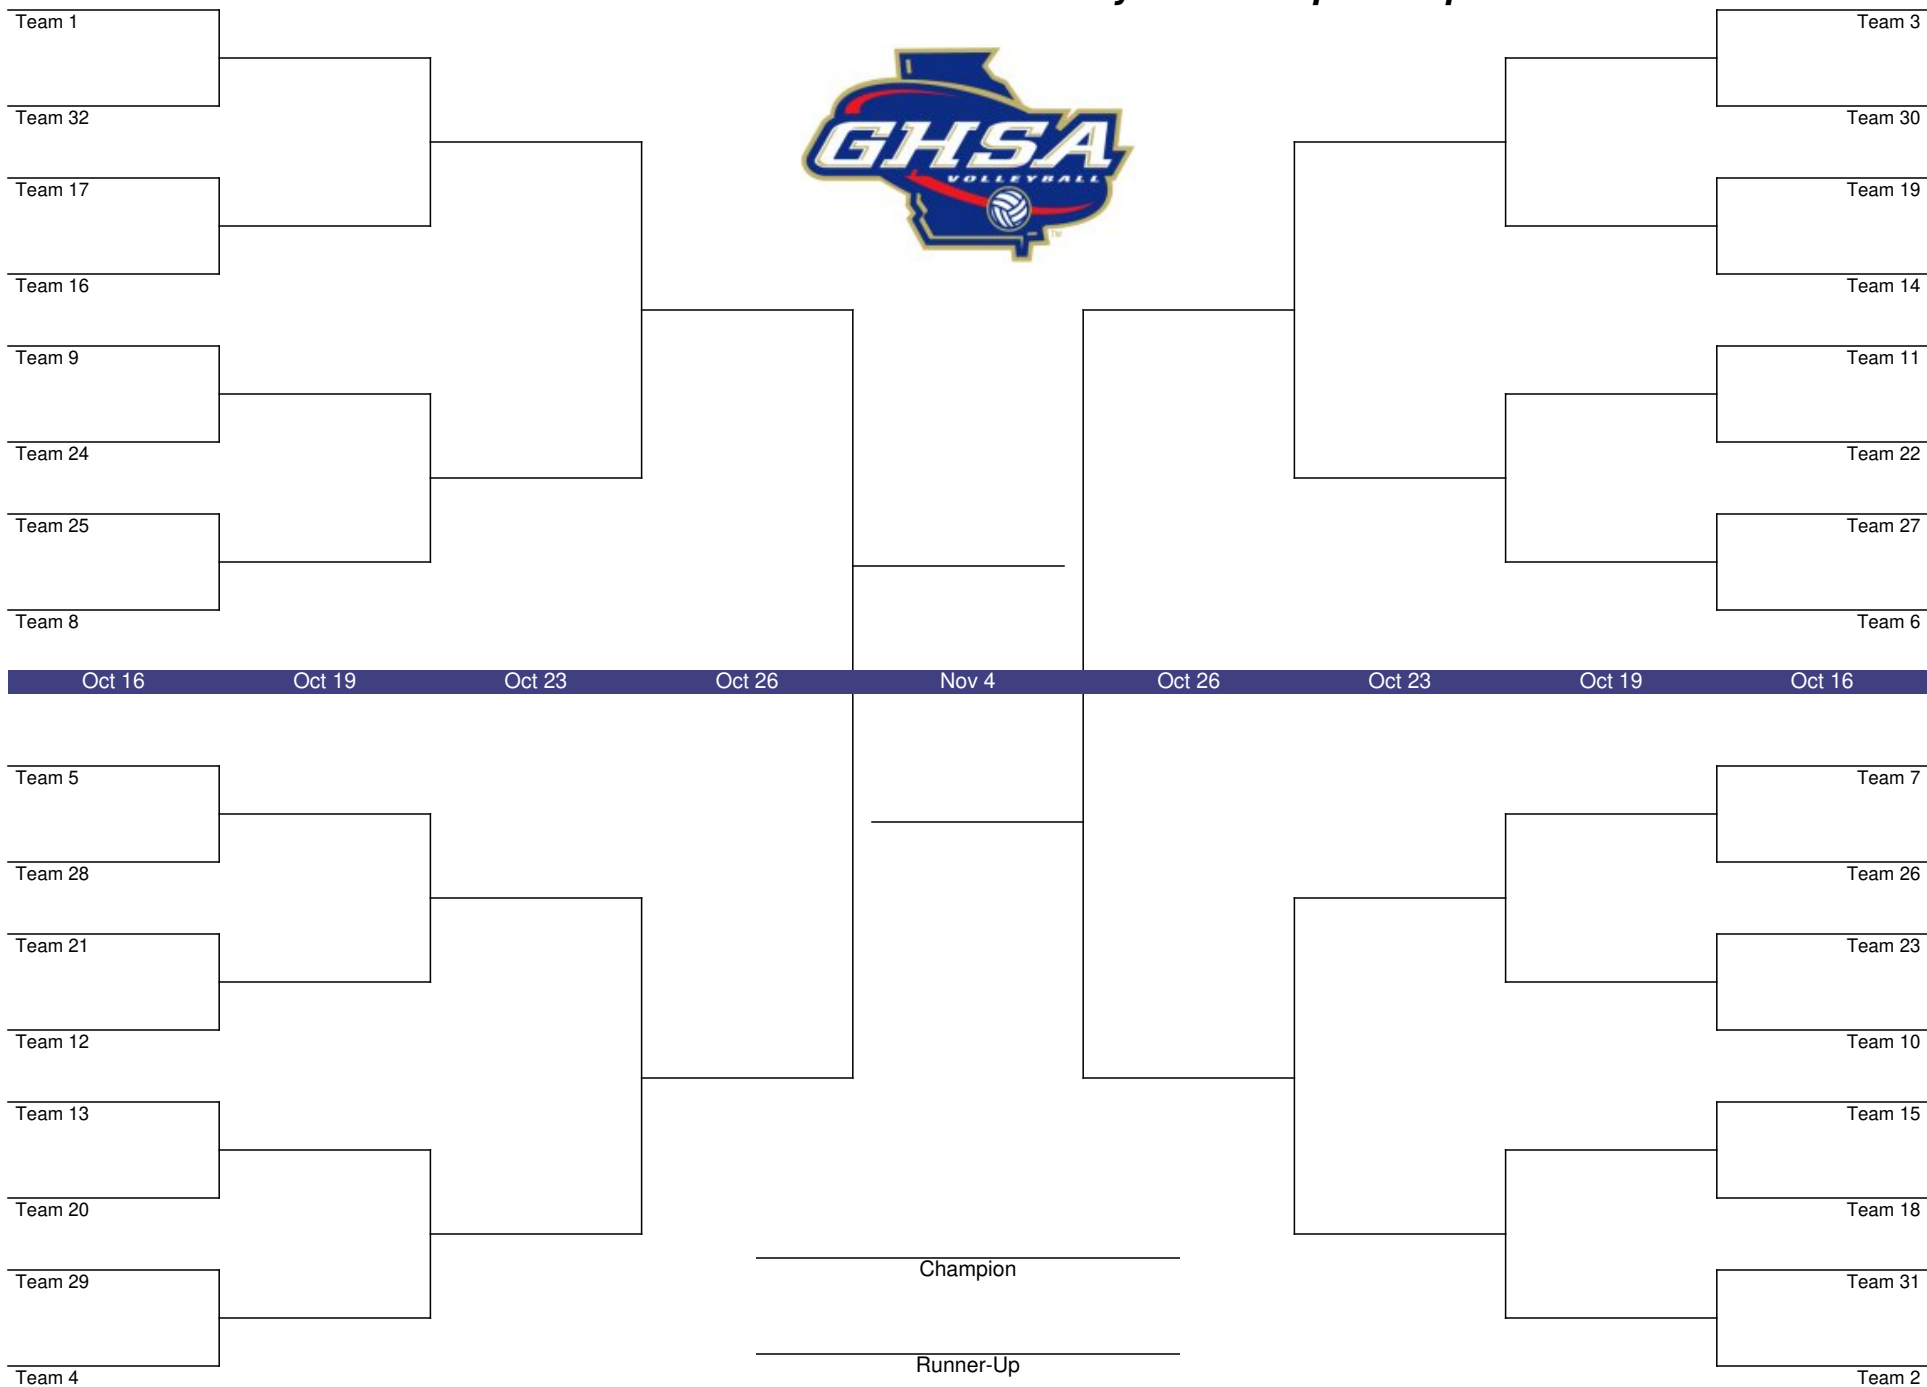 Team 1
Team 32
Team 17
Team 16
Team 9
Team 24
Team 25
Team 8
GHSA
VOLLEYBALL
TM
Team 3
Team 30
Team 19
Team 14
Team 11
Team 22
Team 27
Team 6
Oct 16 Oct 19 Oct 23 Oct 26 Nov 4 Oct 26 Oct 23 Oct 19 Oct 16
Team 5
Team 28
Team 21
Team 12
Team 13
Team 20
Team 29
Team 4
Champion
Runner-Up
Team 7
Team 26
Team 23
Team 10
Team 15
Team 18
Team 31
Team 2